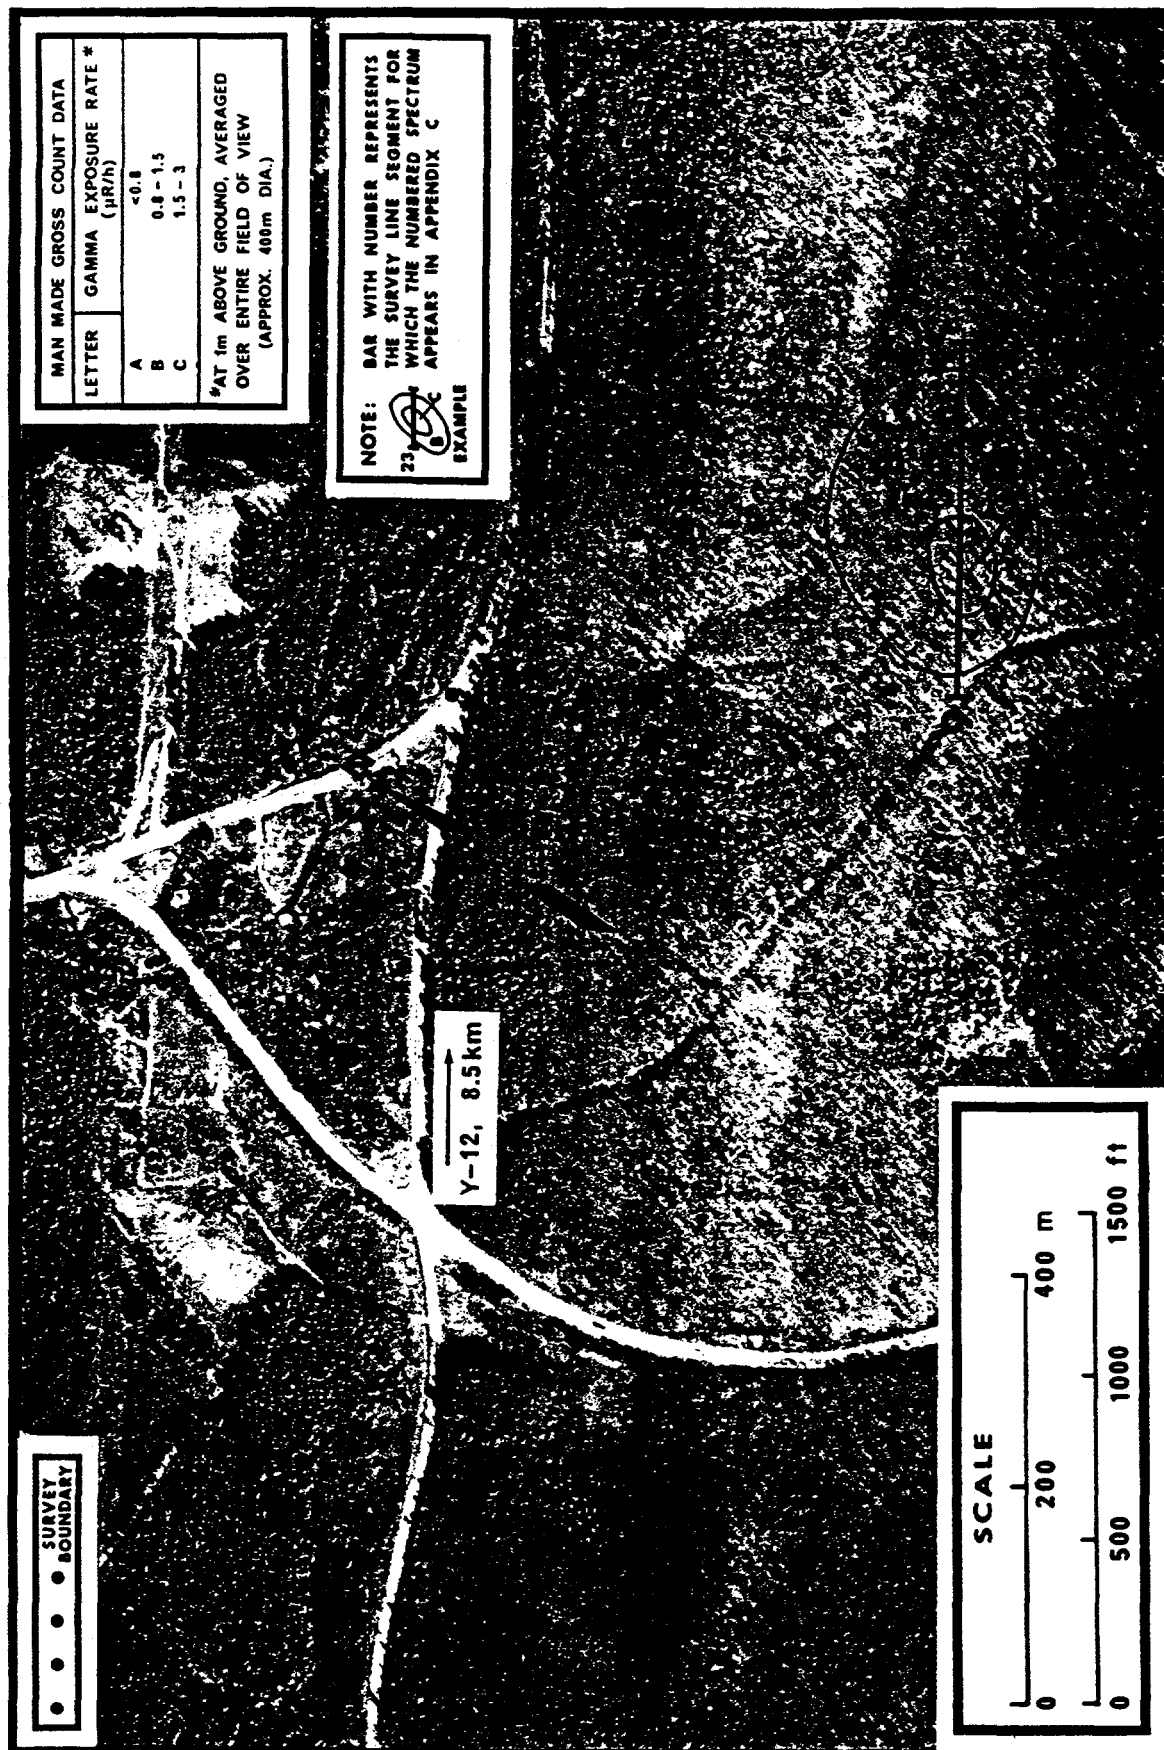 SURVEY
BOUNDARY
MAN MADE GROSS COUNT DATA
LETTER GAMMA EXPOSURE RATE *
(µR/h)
A <0.8
B 0.8 - 1.5
C 1.5 - 3
*AT 1m ABOVE GROUND, AVERAGED
OVER ENTIRE FIELD OF VIEW
(APPROX. 400m DIA.)
NOTE: BAR WITH NUMBER REPRESENTS
THE SURVEY LINE SEGMENT FOR
WHICH THE NUMBERED SPECTRUM
APPEARS IN APPENDIX C
23
B C
EXAMPLE
Y-12, 8.5km
SCALE
0 200 400 m
0 500 1000 1500 ft